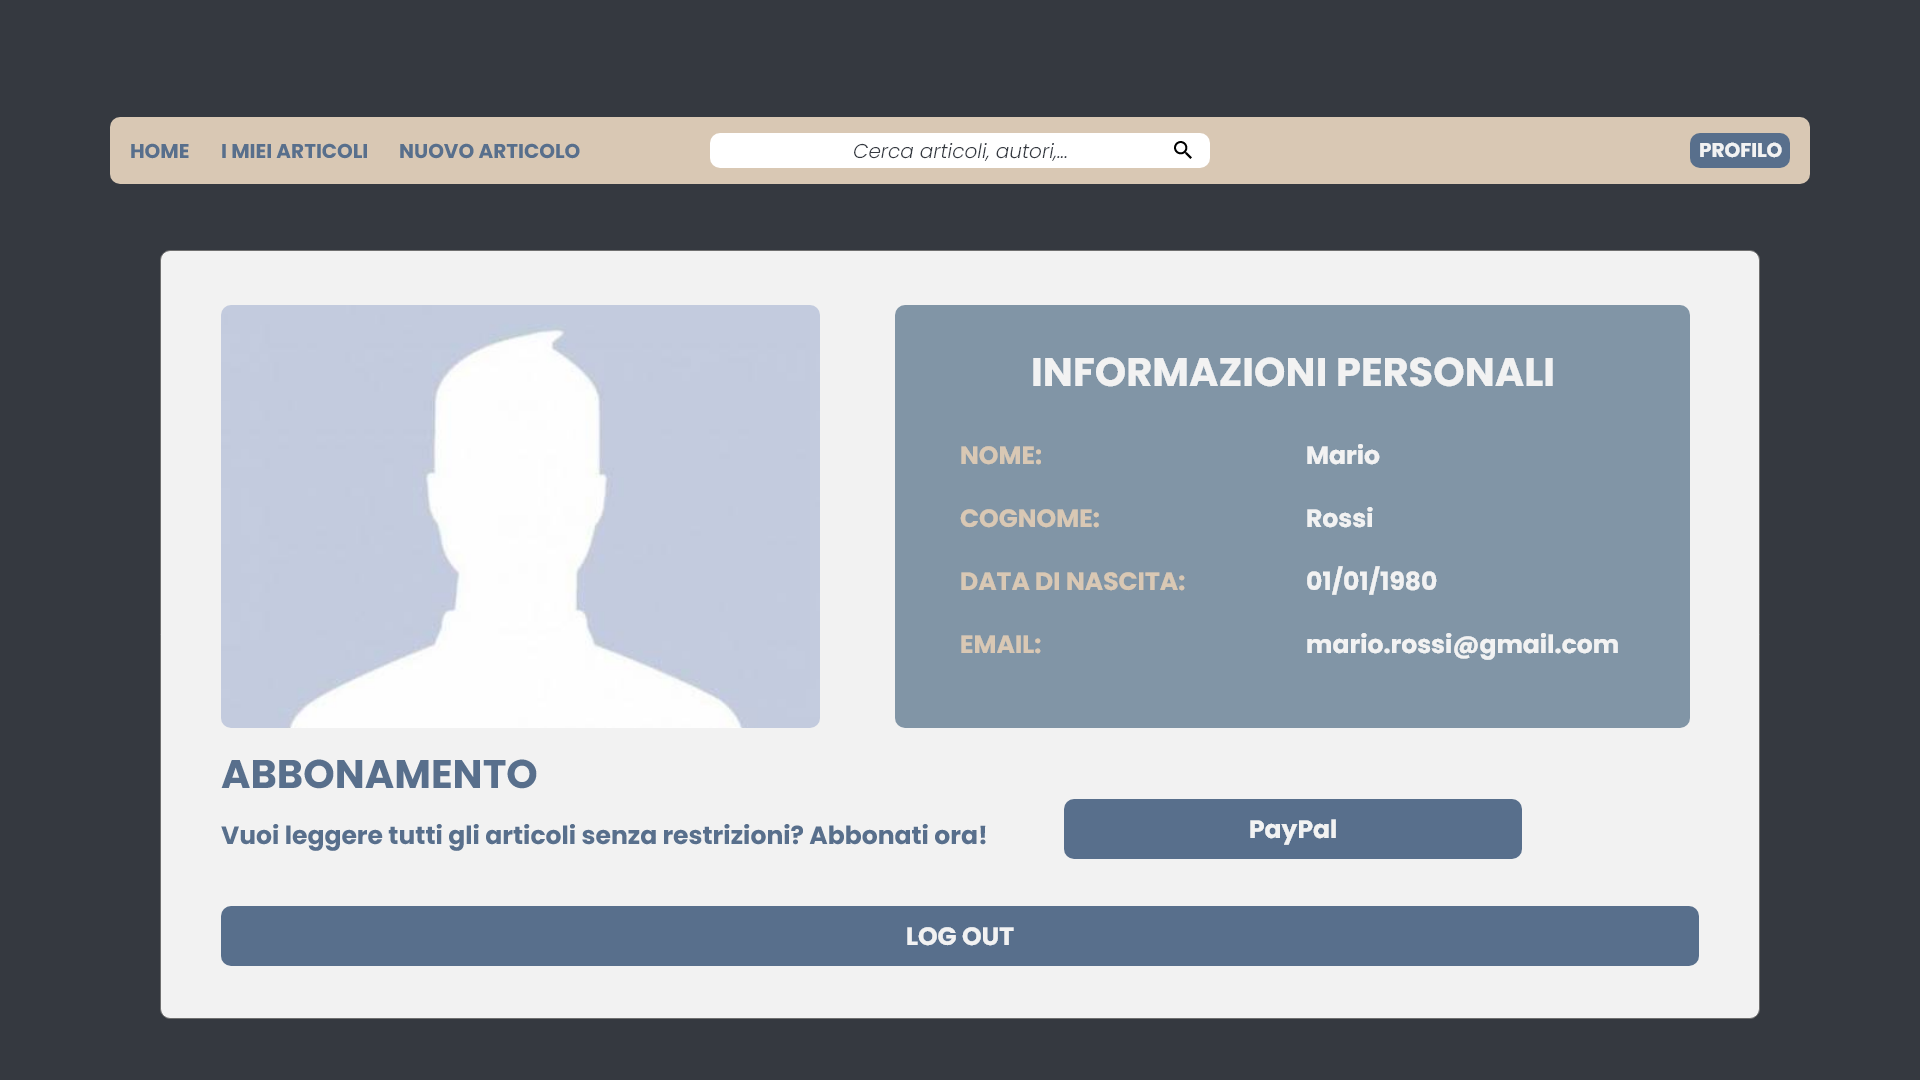 HOME I MIEI ARTICOLI NUOVO ARTICOLO Cerca articoli, autori,... PROFILO
INFORMAZIONI PERSONALI
NOME: Mario
COGNOME: Rossi
DATA DI NASCITA: 01/01/1980
EMAIL: mario.rossi@gmail.com
ABBONAMENTO
Vuoi leggere tutti gli articoli senza restrizioni? Abbonati ora!
PayPal
LOG OUT